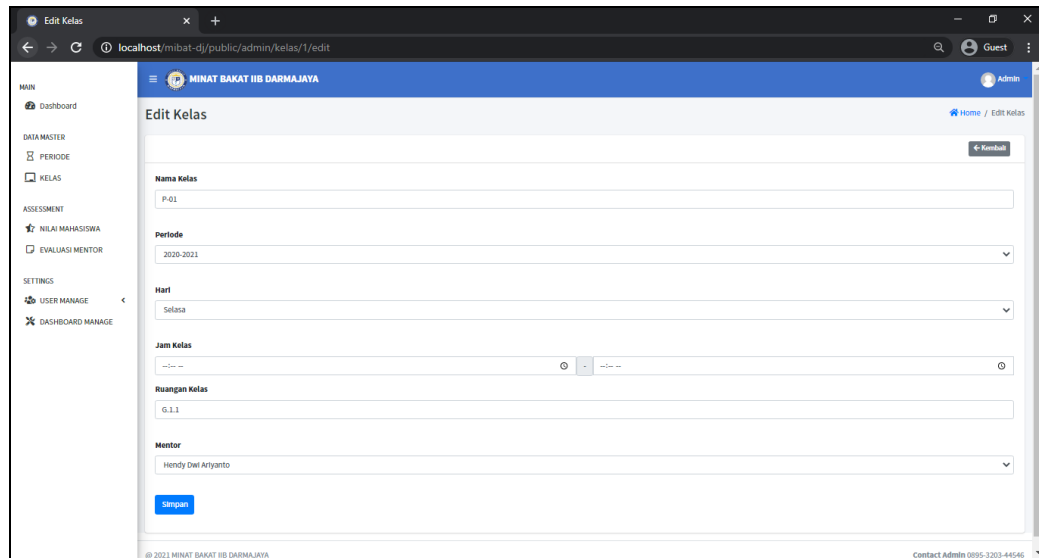 Edit Kelas
localhost/mibat-dj/public/admin/kelas/1/edit
Guest
MAIN
Dashboard
DATA MASTER
PERIODE
KELAS
ASSESSMENT
NILAI MAHASISWA
EVALUASI MENTOR
SETTINGS
USER MANAGE
DASHBOARD MANAGE
MINAT BAKAT IIB DARMAJAYA
Admin
Edit Kelas
Home / Edit Kelas
Kembali
Nama Kelas
P-01
Periode
2020-2021
Hari
Selasa
Jam Kelas
--:-- -- - --:-- --
Ruangan Kelas
G.1.1
Mentor
Hendy Dwi Ariyanto
Simpan
@ 2021 MINAT BAKAT IIB DARMAJAYA
Contact Admin 0895-3203-44546